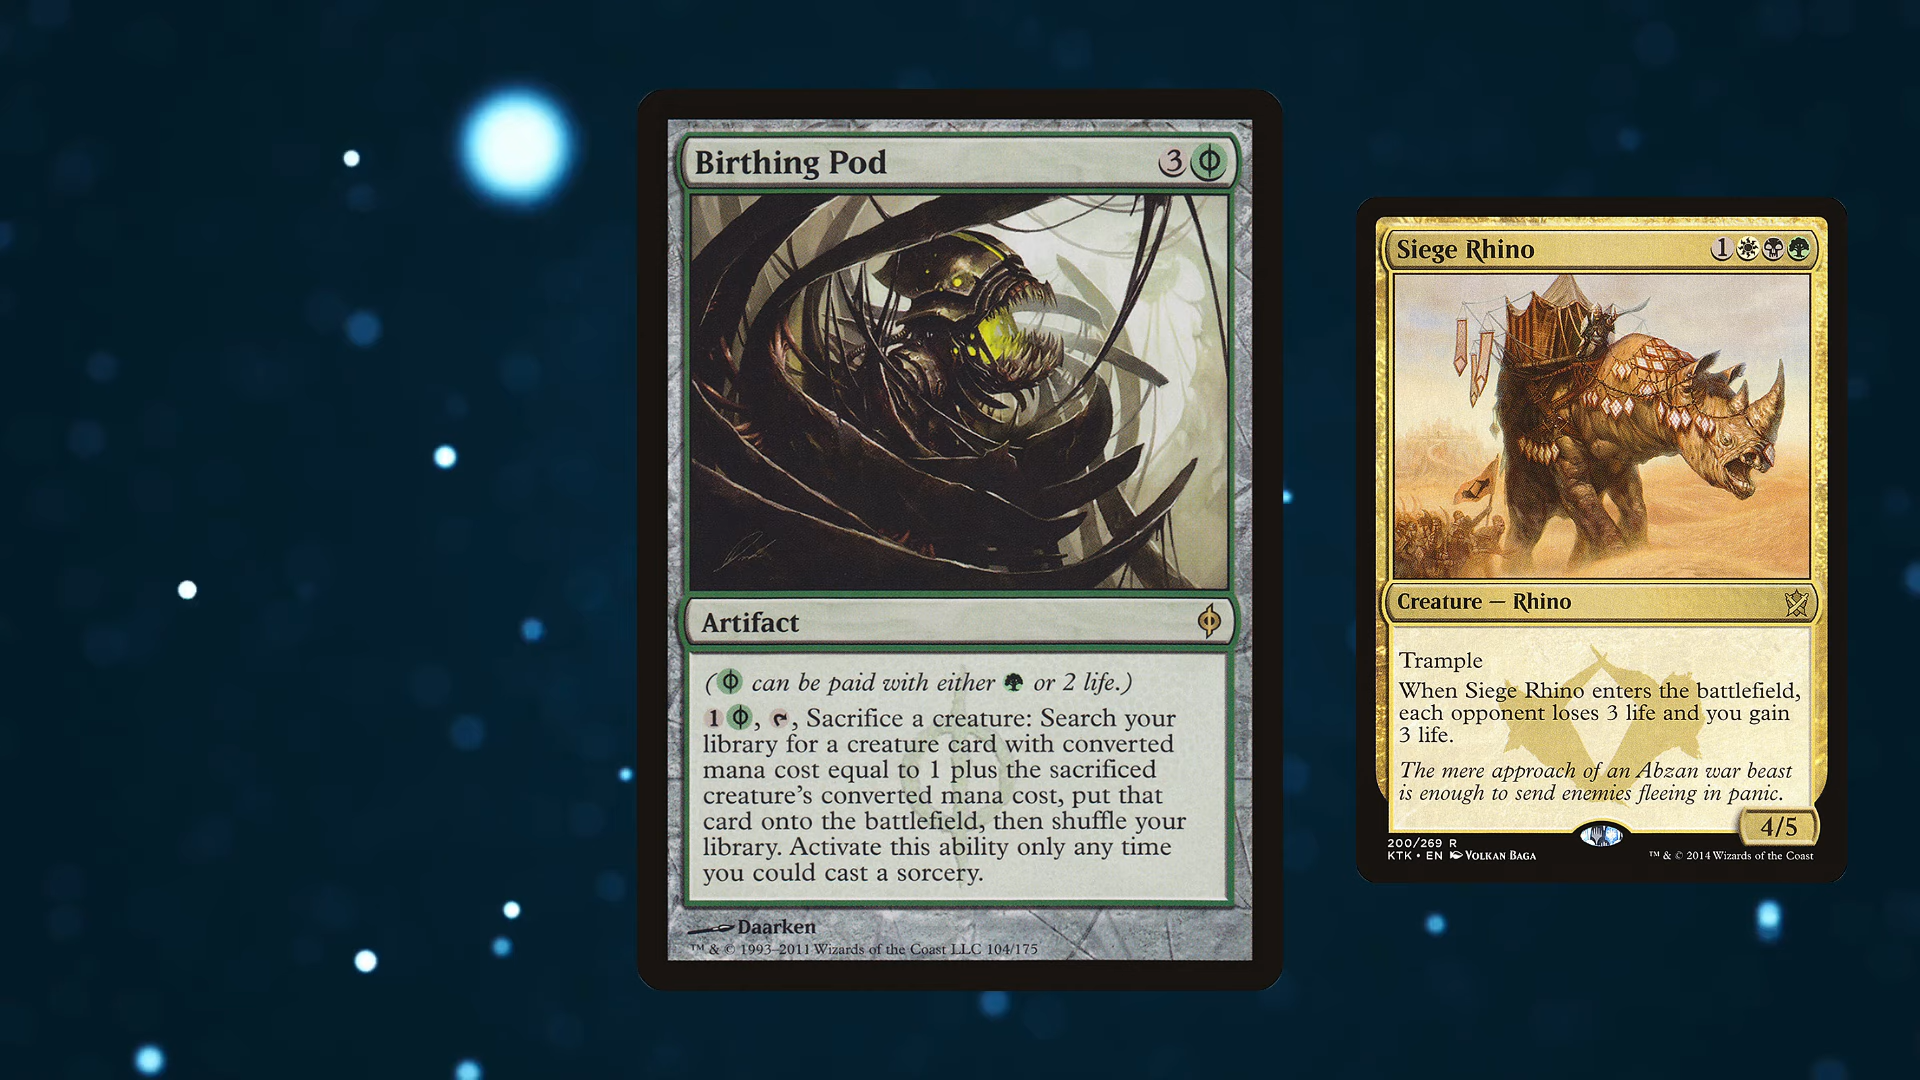 Birthing Pod 3
Artifact
( can be paid with either or 2 life.)
1 , , Sacrifice a creature: Search your
library for a creature card with converted
mana cost equal to 1 plus the sacrificed
creature's converted mana cost, put that
card onto the battlefield, then shuffle your
library. Activate this ability only any time
you could cast a sorcery.
Daarken
™ & © 1993–2011 Wizards of the Coast LLC 104/175
Siege Rhino 1
Creature — Rhino
Trample
When Siege Rhino enters the battlefield,
each opponent loses 3 life and you gain
3 life.
The mere approach of an Abzan war beast
is enough to send enemies fleeing in panic.
4/5
200/269 R
KTK • EN VOLKAN BAGA
™ & © 2014 Wizards of the Coast